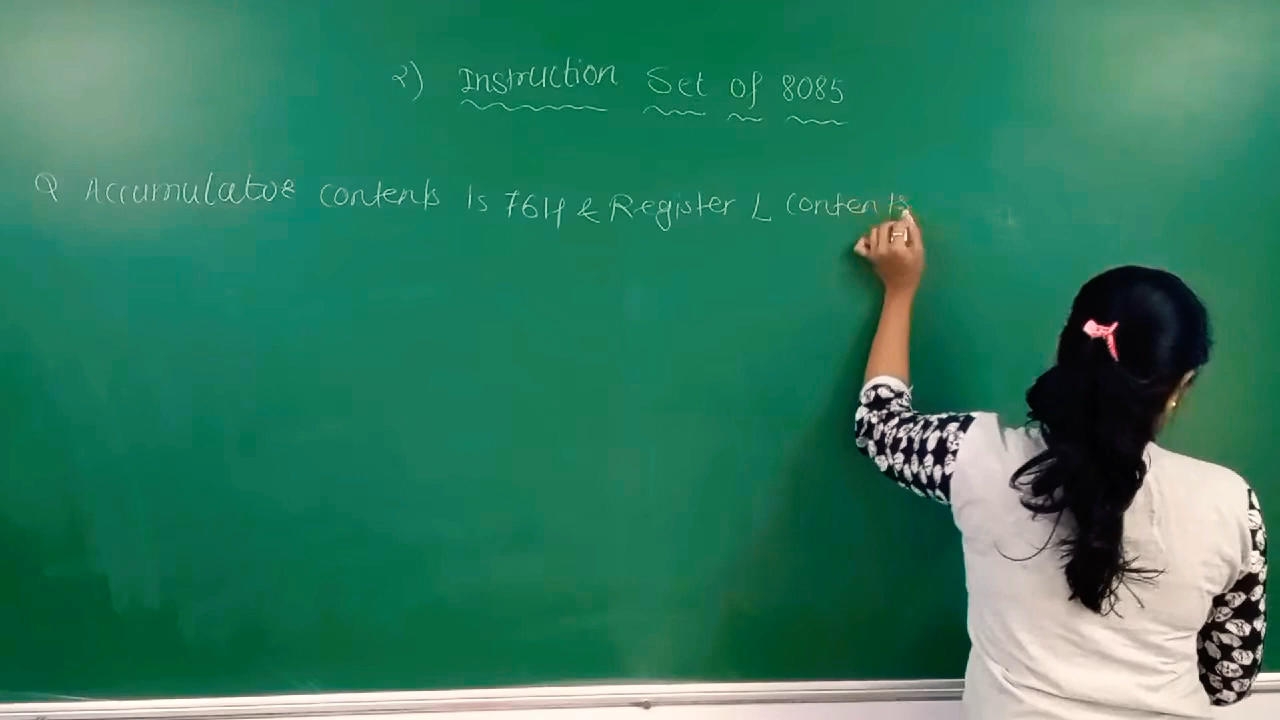 2) Instruction Set of 8085
Q Accumulator contents is 76H & Register L contents